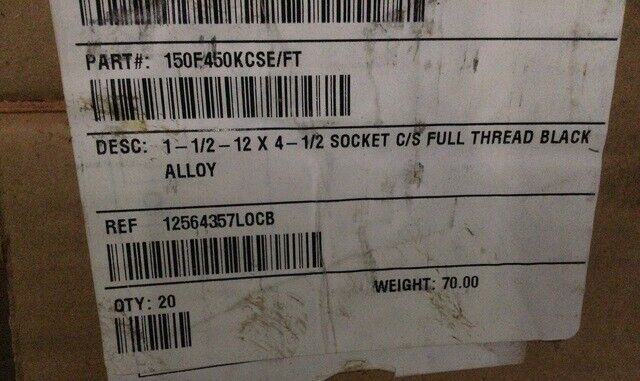 PART#: 150F450KCSE/FT
DESC: 1-1/2-12 X 4-1/2 SOCKET C/S FULL THREAD BLACK
ALLOY
REF 12564357LOCB
QTY: 20
WEIGHT: 70.00